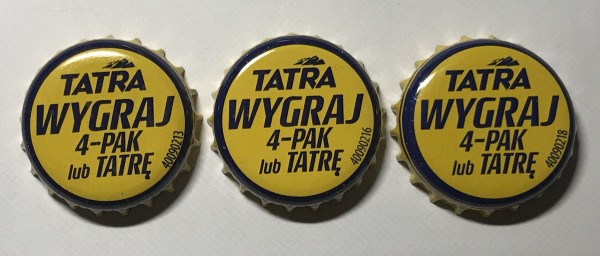 TATRA
WYGRAJ
4-PAK
lub TATRĘ
40090213
TATRA
WYGRAJ
4-PAK
lub TATRĘ
40090216
TATRA
WYGRAJ
4-PAK
lub TATRĘ
40090218